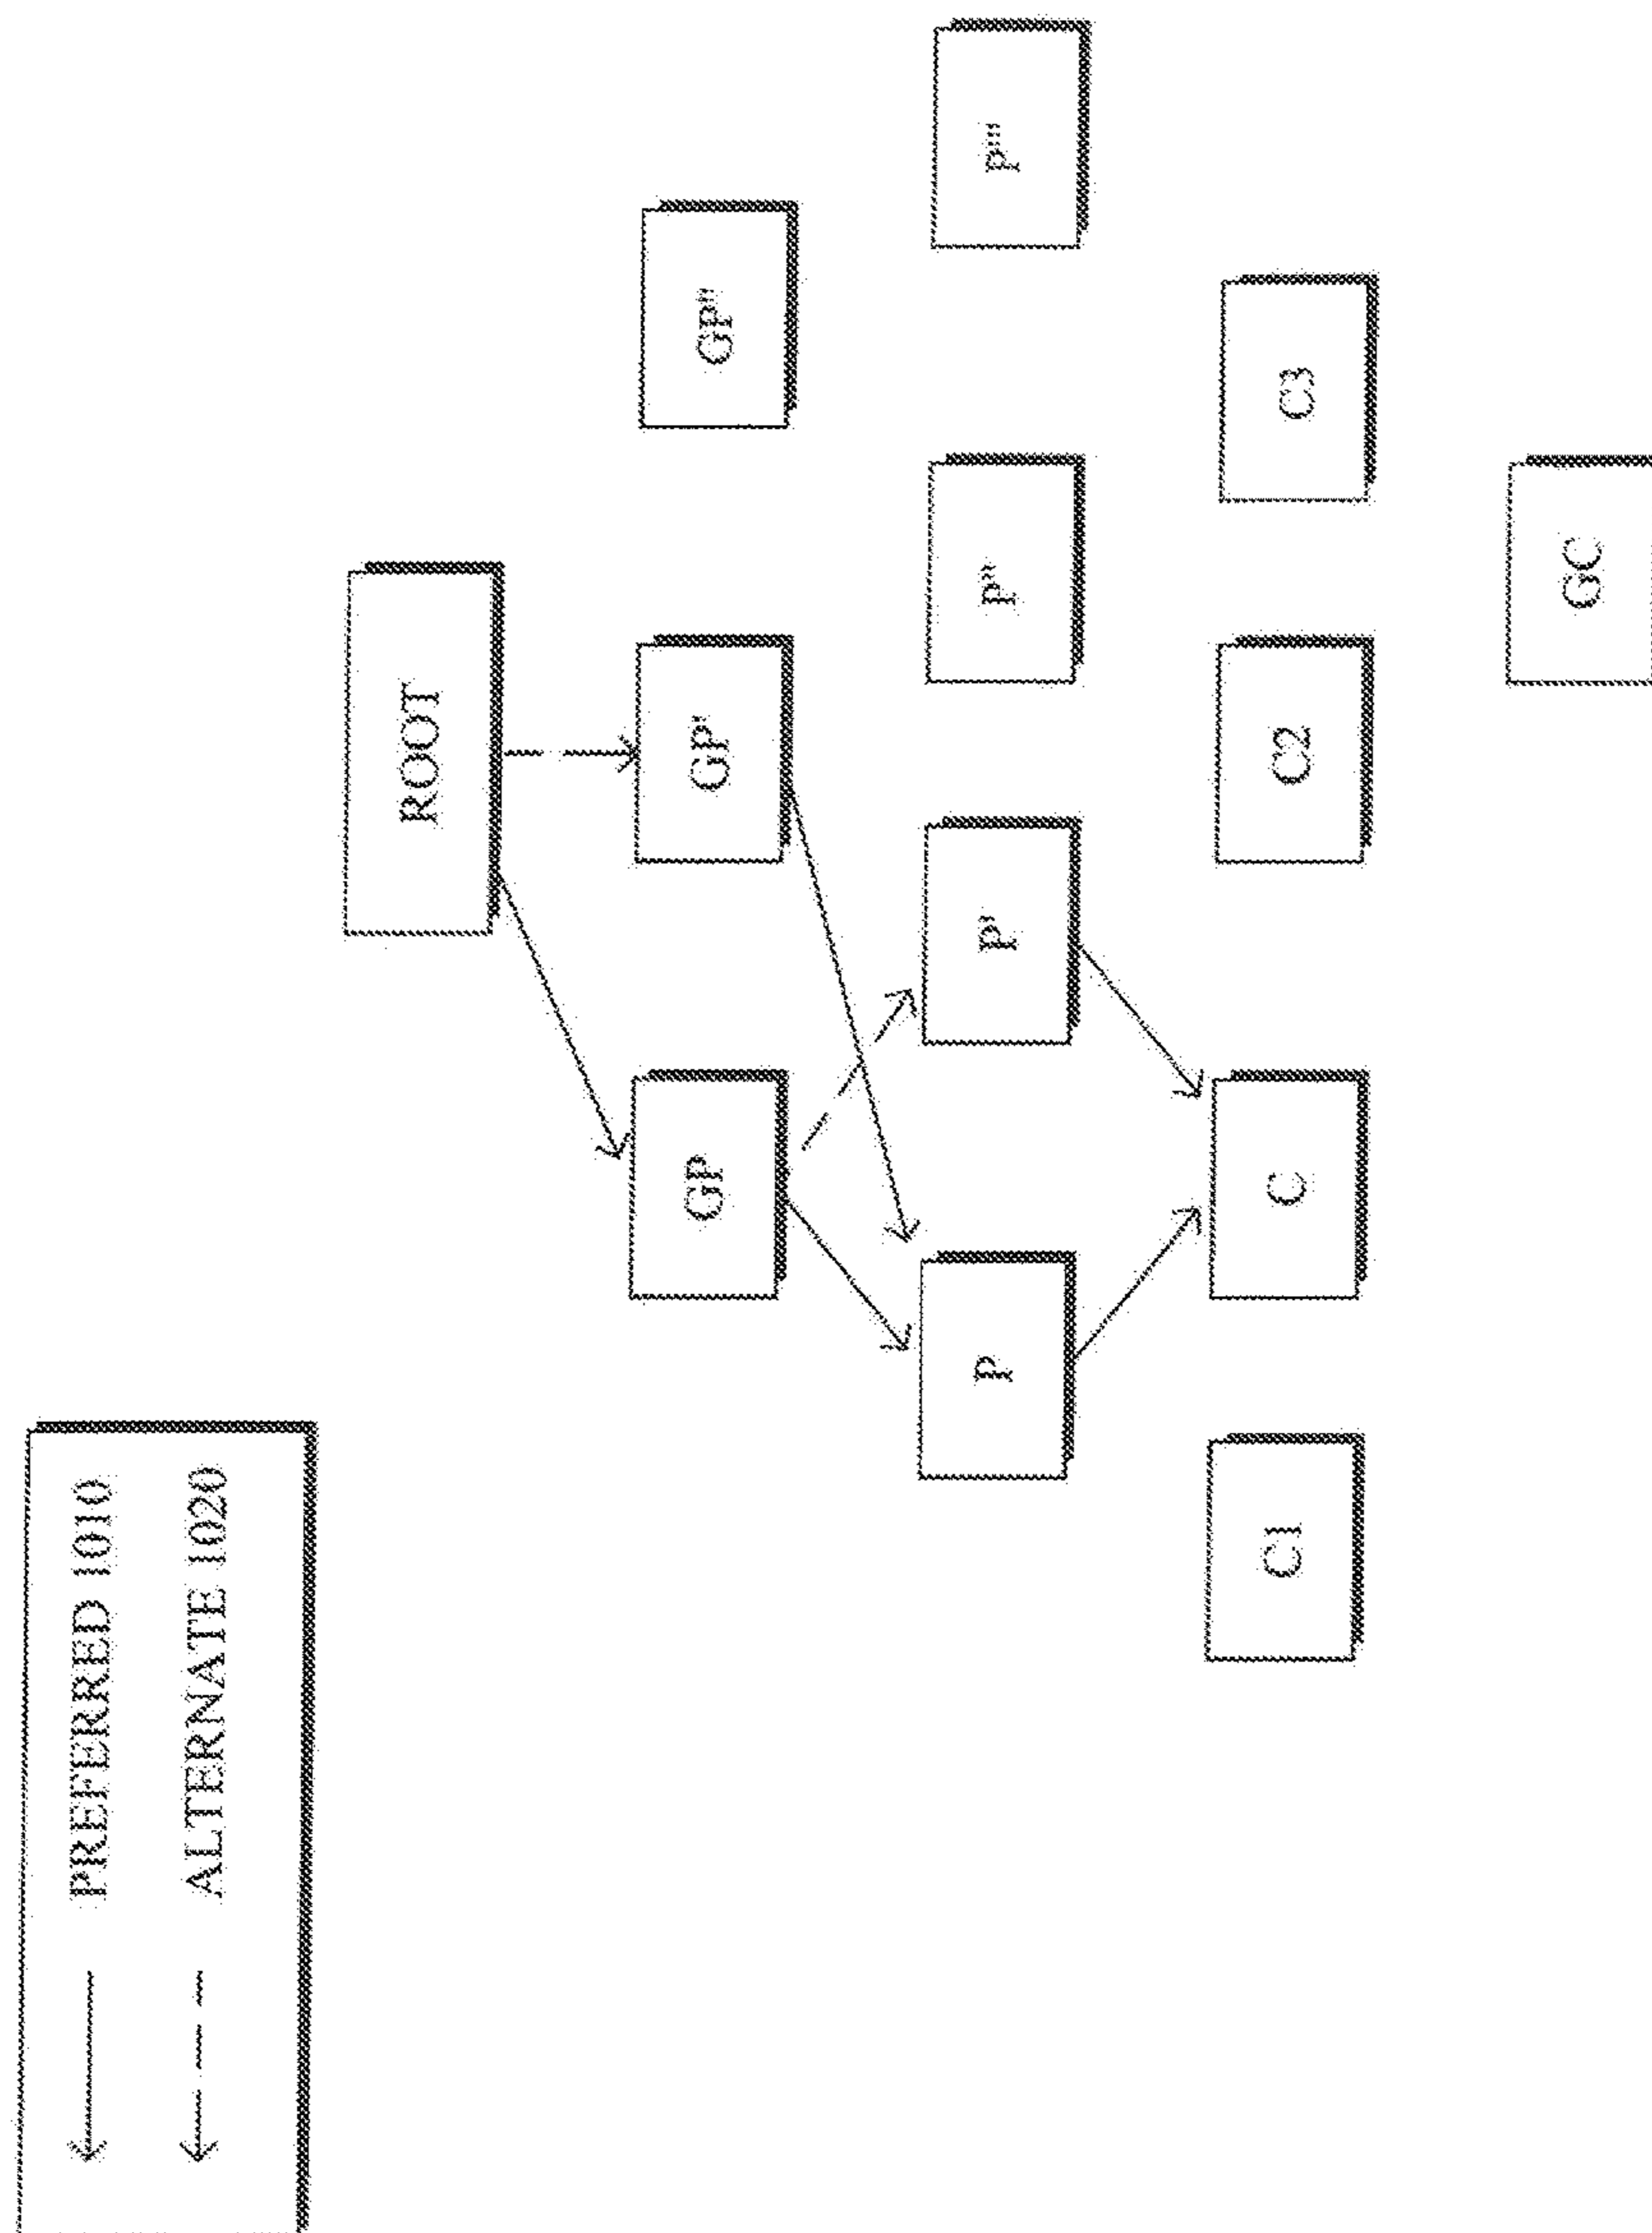 PREFERRED 1010
ALTERNATE 1020
ROOT
GP
GP'
GP"
P
P'
P"
P'''
C1
C
C2
C3
GC